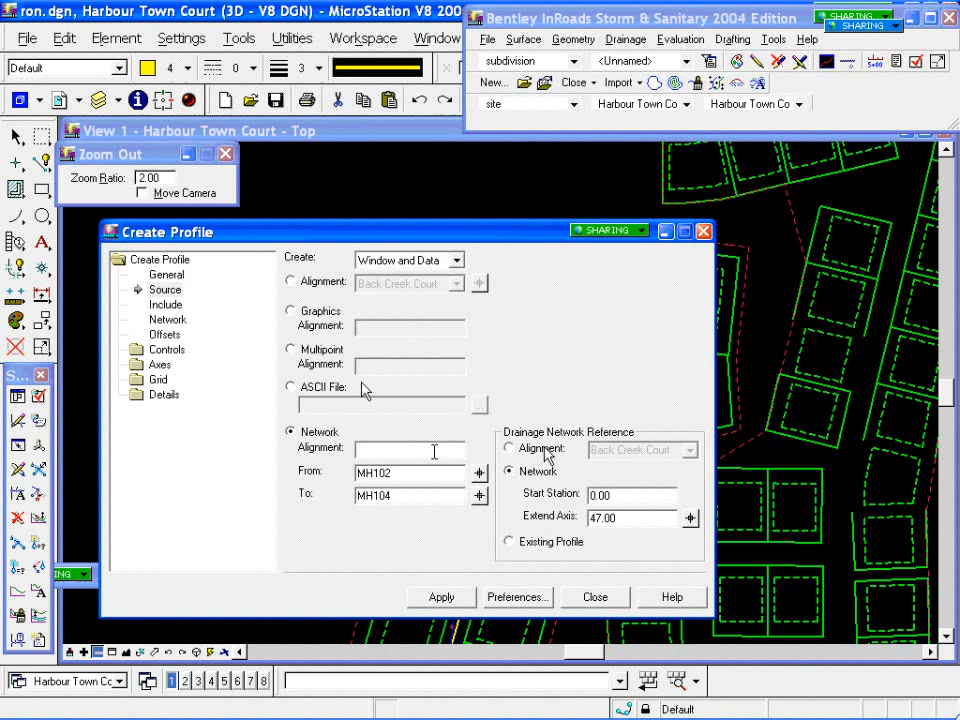 ron.dgn, Harbour Town Court (3D - V8 DGN) - MicroStation V8 200
Bentley InRoads Storm & Sanitary 2004 Edition
SHARING
SHARING
File Edit Element Settings Tools Utilities Workspace Window
File Surface Geometry Drainage Evaluation Drafting Tools Help
Default 4 0 3
subdivision <Unnamed>
New... Close Import
site Harbour Town Co Harbour Town Co
View 1 - Harbour Town Court - Top
Zoom Out
Zoom Ratio: 2.00
Move Camera
Create Profile
SHARING
Create Profile
General
Source
Include
Network
Offsets
Controls
Axes
Grid
Details
Create: Window and Data
Alignment: Back Creek Court
Graphics
Alignment:
Multipoint
Alignment:
ASCII File:
...
Network
Alignment:
From: MH102
To: MH104
Drainage Network Reference
Alignment: Back Creek Court
Network
Start Station: 0.00
Extend Axis: 47.00
Existing Profile
Apply Preferences... Close Help
S...
ING
Harbour Town Co 1 2 3 4 5 6 7 8
Default